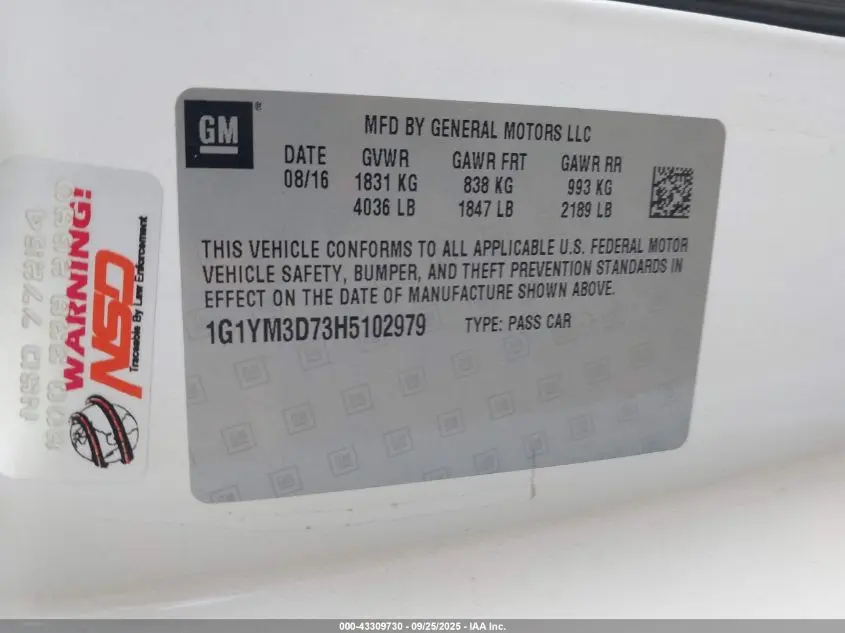 GM
®
MFD BY GENERAL MOTORS LLC
DATE GVWR GAWR FRT GAWR RR
08/16 1831 KG 838 KG 993 KG
4036 LB 1847 LB 2189 LB
THIS VEHICLE CONFORMS TO ALL APPLICABLE U.S. FEDERAL MOTOR
VEHICLE SAFETY, BUMPER, AND THEFT PREVENTION STANDARDS IN
EFFECT ON THE DATE OF MANUFACTURE SHOWN ABOVE.
1G1YM3D73H5102979 TYPE: PASS CAR
WARNING!
NSD
Traceable By Law Enforcement
000-43309730 - 09/25/2025 - IAA Inc.